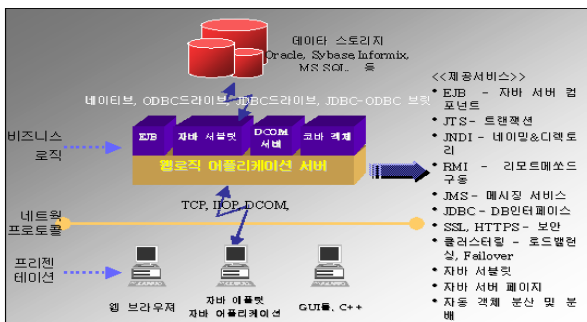 데이타 스토리지
Oracle, Sybase Informix,
MS SQL, 등
네이티브, ODBC드라이브, JDBC드라이브, JDBC-ODBC 브릿
비즈니스
로직
EJB
자바 서블릿
DCOM
서버
코바 객체
웹로직 어플리케이션 서버
TCP, IIOP, DCOM,
네트웍
프로토콜
프리젠
테이션
웹 브라우져
자바 애플릿
자바 어플리케이션
GUI툴, C++
<<제공서비스>>
• EJB - 자바 서버 컴
포넌트
• JTS- 트랜잭션
• JNDI - 네이밍&디렉토
리
• RMI - 리모트메쏘드
구동
• JMS - 메시징 서비스
• JDBC - DB인터페이스
• SSL, HTTPS - 보안
• 클러스터링 - 로드밸런
싱, Failover
• 자바 서블릿
• 자바 서버 페이지
• 자동 객체 분산 및 분
배